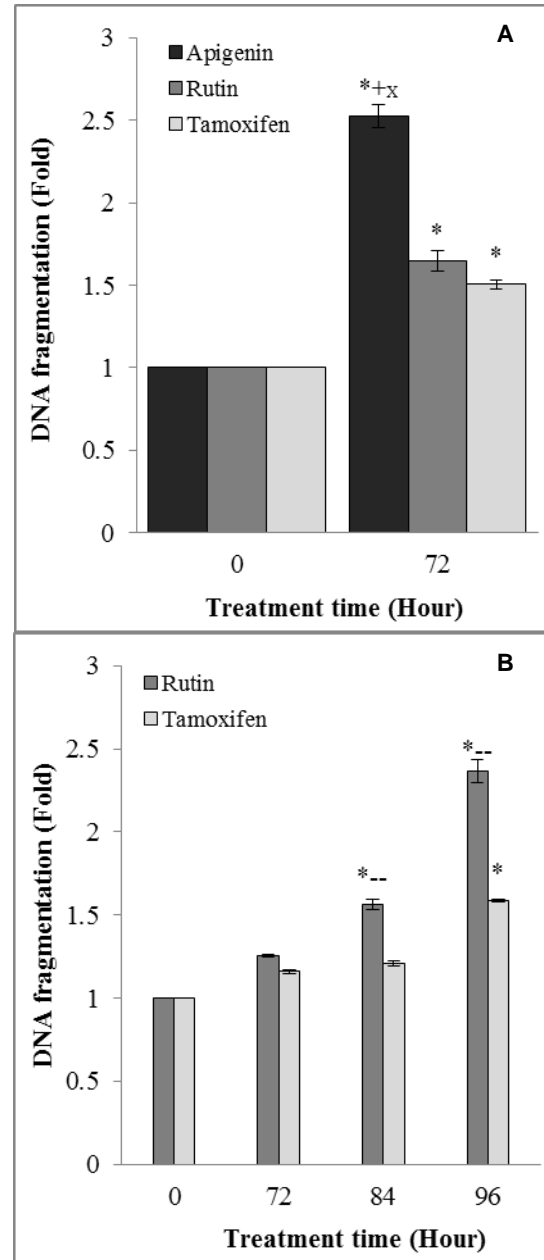 A
3
Apigenin
Rutin
Tamoxifen
*+x
2.5
*
*
2
1.5
1
0.5
0
DNA fragmentation (Fold)
0 72
Treatment time (Hour)
B
3
Rutin
Tamoxifen
*--
2.5
2
*--
*
1.5
1
0.5
0
DNA fragmentation (Fold)
0 72 84 96
Treatment time (Hour)